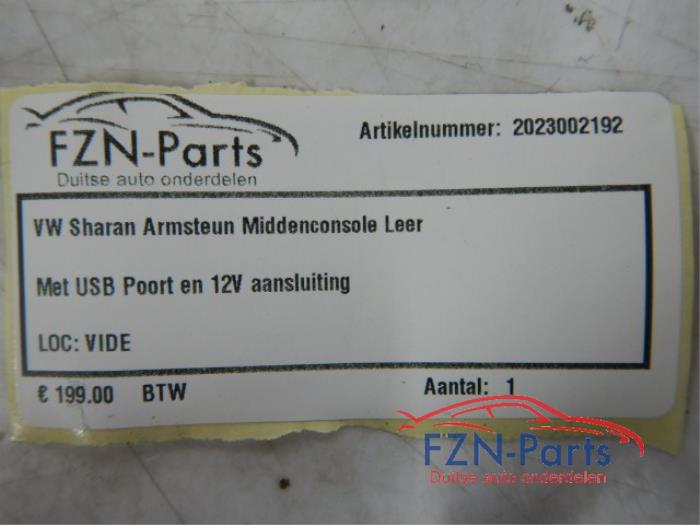 FZN-Parts
Duitse auto onderdelen
Artikelnummer: 2023002192
VW Sharan Armsteun Middenconsole Leer
Met USB Poort en 12V aansluiting
LOC: VIDE
€ 199.00 BTW
Aantal: 1
FZN-Parts
Duitse auto onderdelen